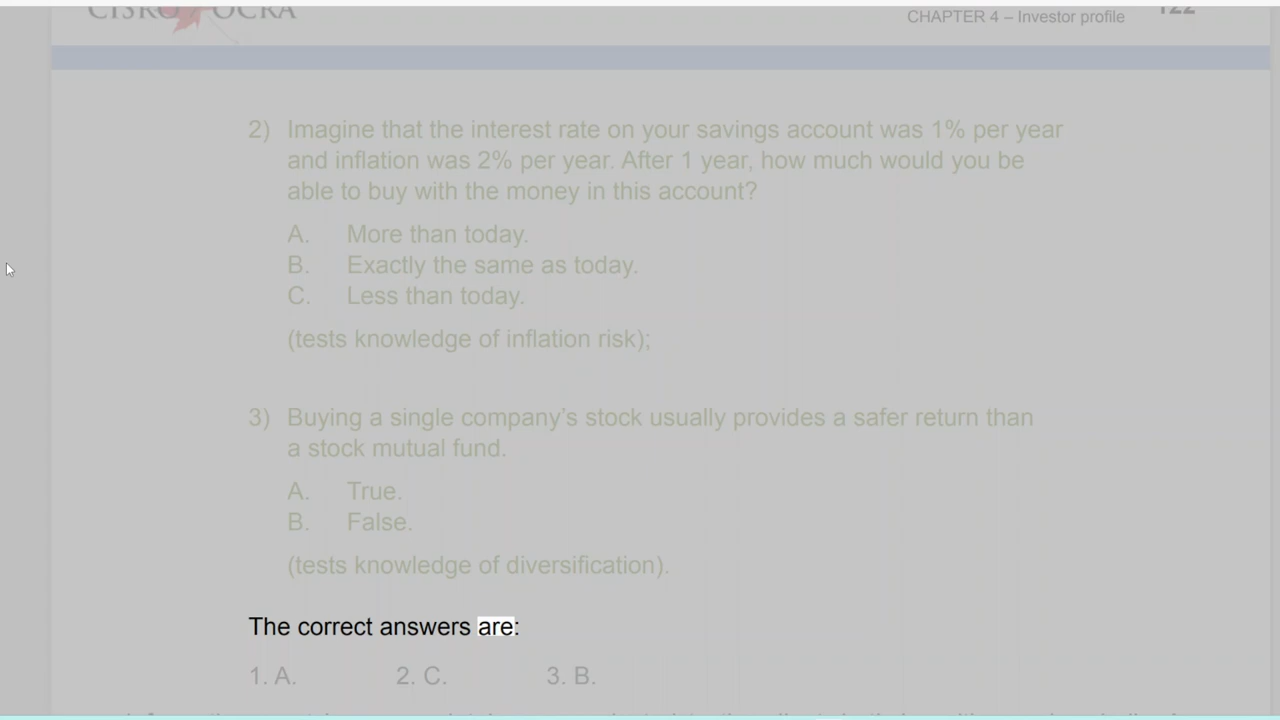 CISRO OCRA
CHAPTER 4 – Investor profile 122
2) Imagine that the interest rate on your savings account was 1% per year
and inflation was 2% per year. After 1 year, how much would you be
able to buy with the money in this account?
A. More than today.
B. Exactly the same as today.
C. Less than today.
(tests knowledge of inflation risk);
3) Buying a single company’s stock usually provides a safer return than
a stock mutual fund.
A. True.
B. False.
(tests knowledge of diversification).
The correct answers are:
1. A. 2. C. 3. B.